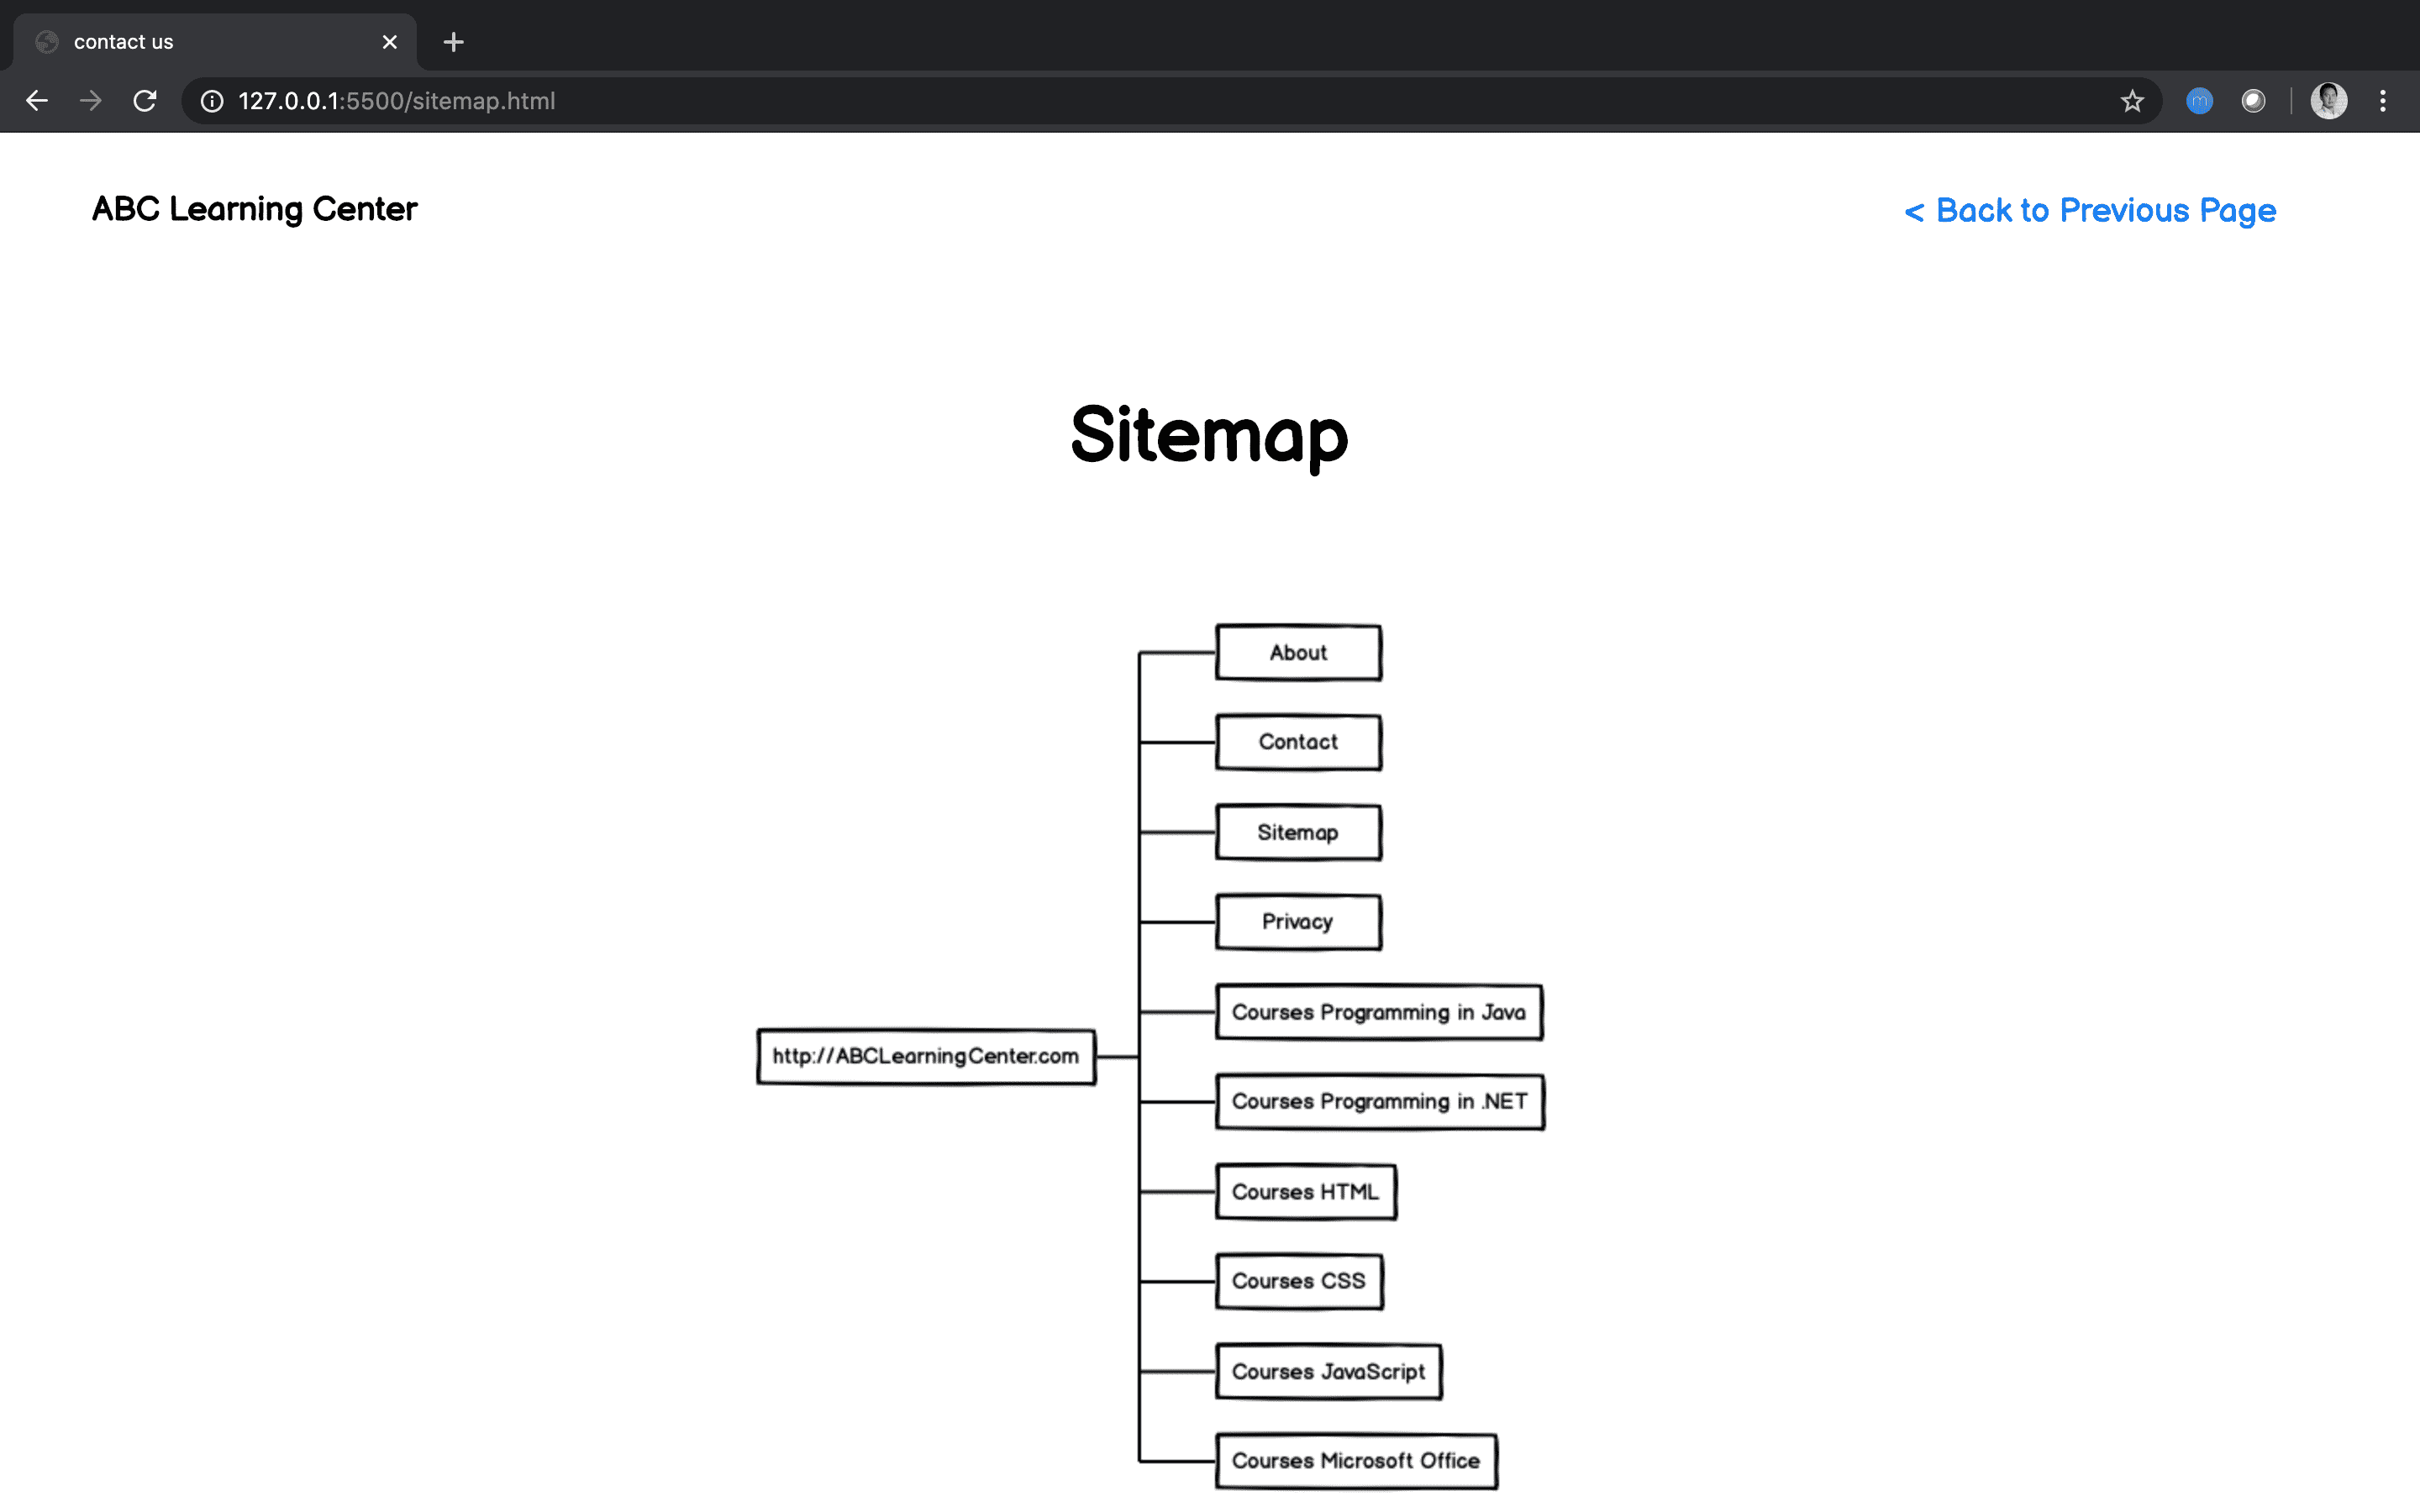 contact us
127.0.0.1:5500/sitemap.html
ABC Learning Center
< Back to Previous Page
Sitemap
About
Contact
Sitemap
Privacy
Courses Programming in Java
http://ABCLearningCenter.com
Courses Programming in .NET
Courses HTML
Courses CSS
Courses JavaScript
Courses Microsoft Office